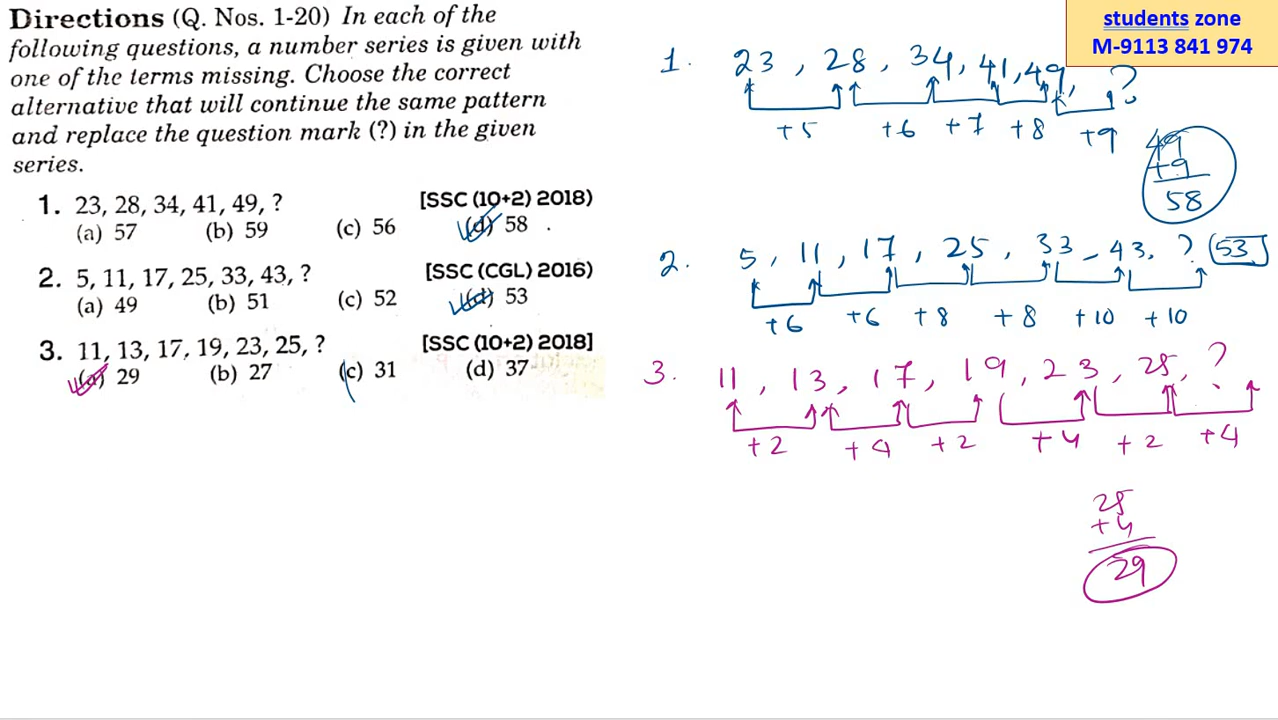 Directions (Q. Nos. 1-20) In each of the
following questions, a number series is given with
one of the terms missing. Choose the correct
alternative that will continue the same pattern
and replace the question mark (?) in the given
series.
1. 23, 28, 34, 41, 49, ? [SSC (10+2) 2018)
(a) 57 (b) 59 (c) 56 (d) 58 .
2. 5, 11, 17, 25, 33, 43, ? [SSC (CGL) 2016)
(a) 49 (b) 51 (c) 52 (d) 53
3. 11, 13, 17, 19, 23, 25, ? [SSC (10+2) 2018]
(a) 29 (b) 27 (c) 31 (d) 37
students zone
M-9113 841 974
1. 23, 28, 34, 41, 49, ?
+5 +6 +7 +8 +9
49
+9
58
2. 5, 11, 17, 25, 33, 43, ? 53
+6 +6 +8 +8 +10 +10
3. 11, 13, 17, 19, 23, 25, ?
+2 +4 +2 +4 +2 +4
25
+4
29